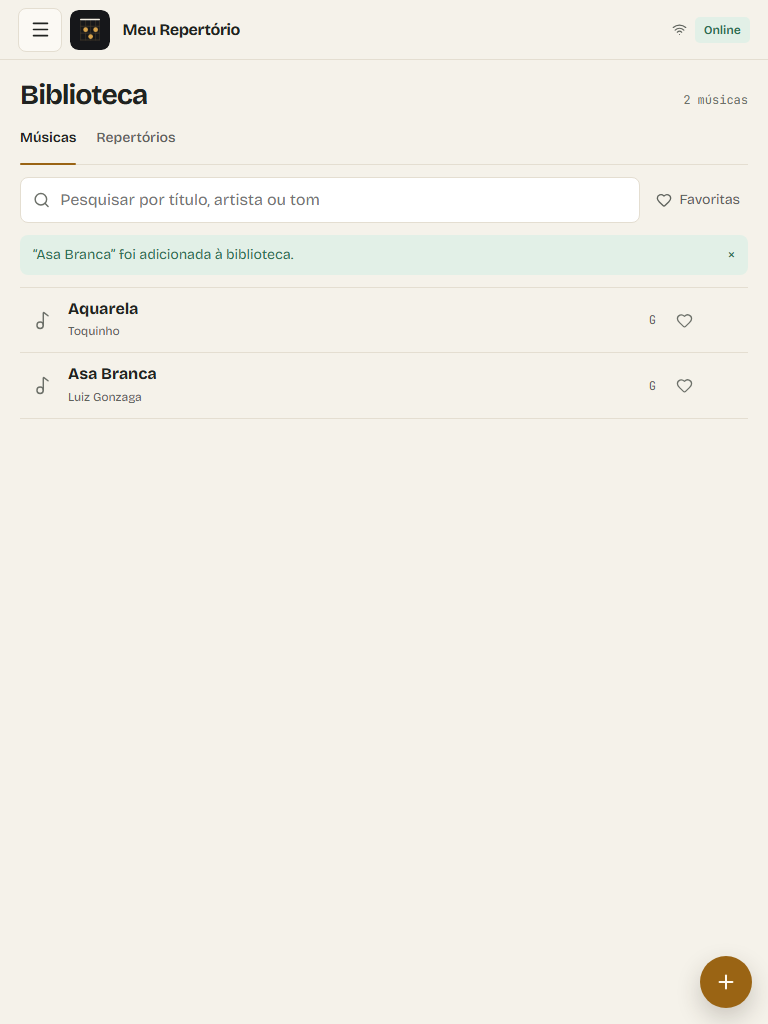 Meu Repertório
Online
Biblioteca
2 músicas
Músicas Repertórios
Pesquisar por título, artista ou tom
Favoritas
“Asa Branca” foi adicionada à biblioteca. ×
Aquarela
Toquinho
G
Asa Branca
Luiz Gonzaga
G
+